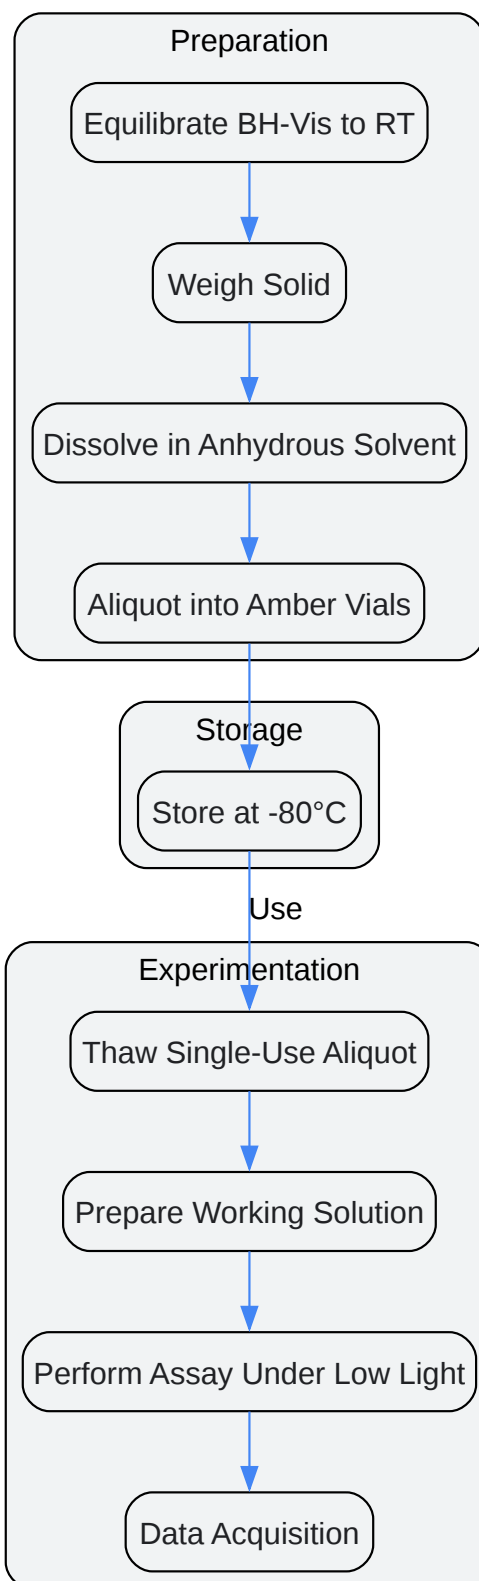 Preparation
Equilibrate BH-Vis to RT
Weigh Solid
Dissolve in Anhydrous Solvent
Aliquot into Amber Vials
Storage
Store at -80°C
Use
Experimentation
Thaw Single-Use Aliquot
Prepare Working Solution
Perform Assay Under Low Light
Data Acquisition